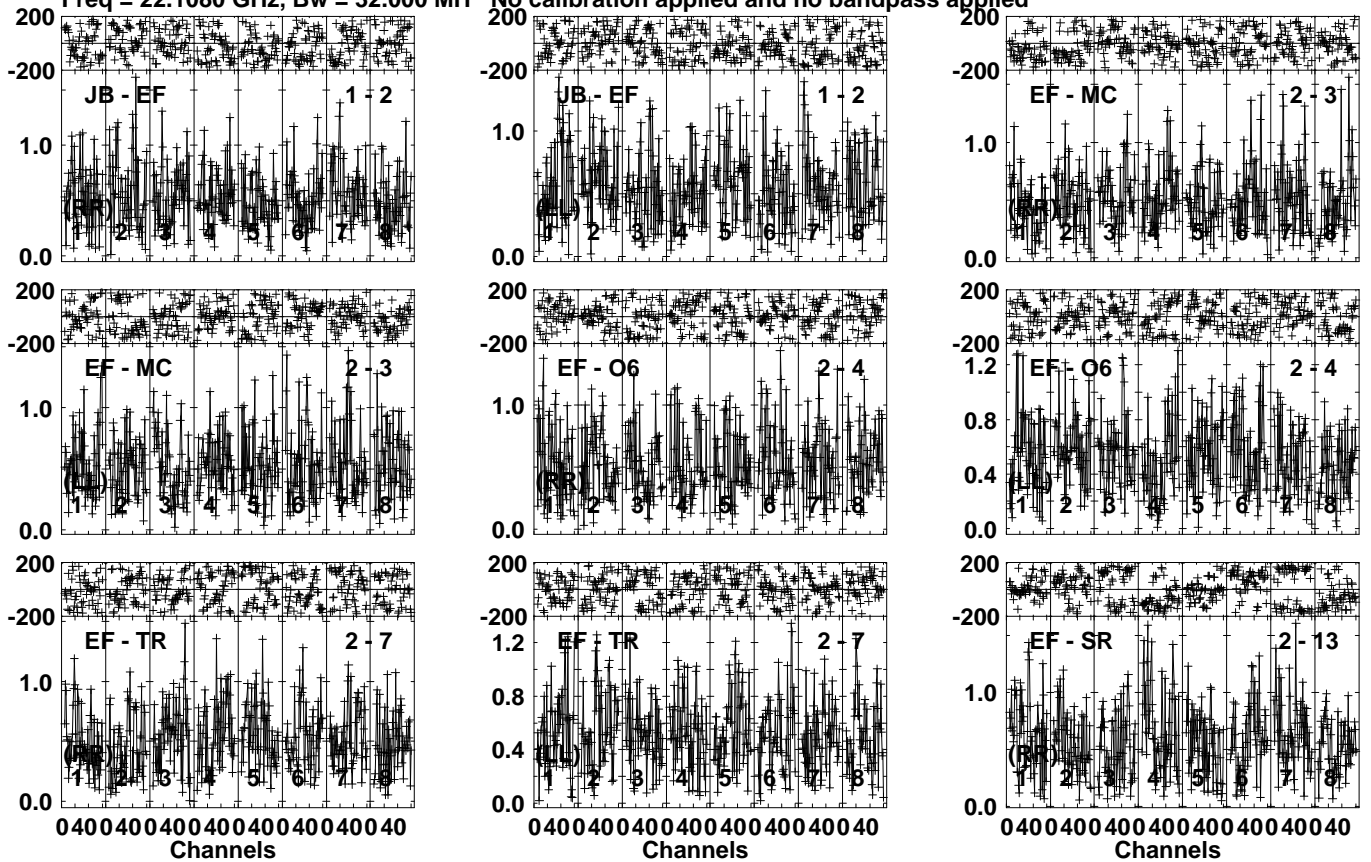 Freq = 22.1080 GHz, Bw = 32.000 MH No calibration applied and no bandpass applied
200 200 200
-200 -200 -200
JB - EF 1 - 2 JB - EF 1 - 2 EF - MC 2 - 3
1.0 1.0 1.0
(RR) (LL) (RR)
1 2 3 4 5 6 7 8 1 2 3 4 5 6 7 8 1 2 3 4 5 6 7 8
0.0 0.0 0.0
200 200 200
-200 -200 -200
EF - MC 2 - 3 EF - O6 2 - 4 EF - O6 2 - 4
1.2
1.0 1.0 0.8
(LL) (RR) 0.4 (LL)
1 2 3 4 5 6 7 8 1 2 3 4 5 6 7 8 1 2 3 4 5 6 7 8
0.0 0.0 0.0
200 200 200
-200 -200 -200
EF - TR 2 - 7 1.2 EF - TR 2 - 7 EF - SR 2 - 13
1.0 0.8 1.0
(RR) 0.4 (LL) (RR)
1 2 3 4 5 6 7 8 1 2 3 4 5 6 7 8 1 2 3 4 5 6 7 8
0.0 0.0 0.0
0 40 0 40 0 40 0 40 0 40 0 40 0 40 0 40 0 40 0 40 0 40 0 40 0 40 0 40 0 40 0 40 0 40 0 40 0 40 0 40 0 40 0 40 0 40 0 40
Channels Channels Channels